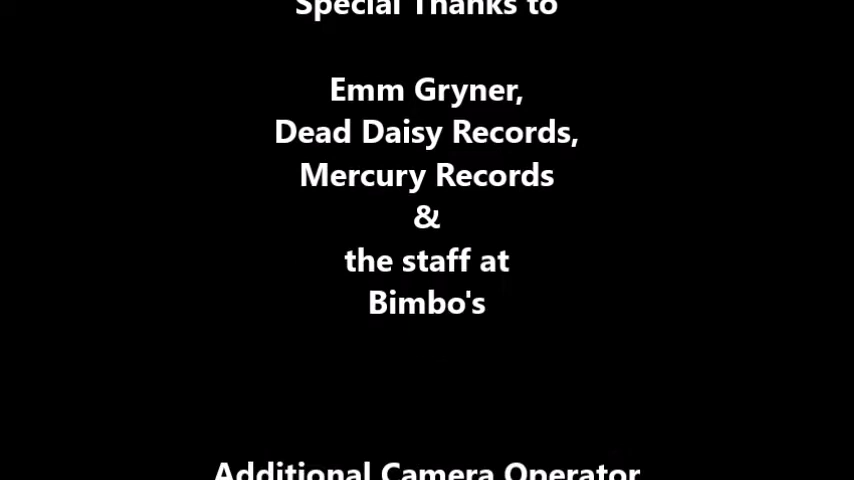 Special Thanks to
Emm Gryner,
Dead Daisy Records,
Mercury Records
&
the staff at
Bimbo's
Additional Camera Operator